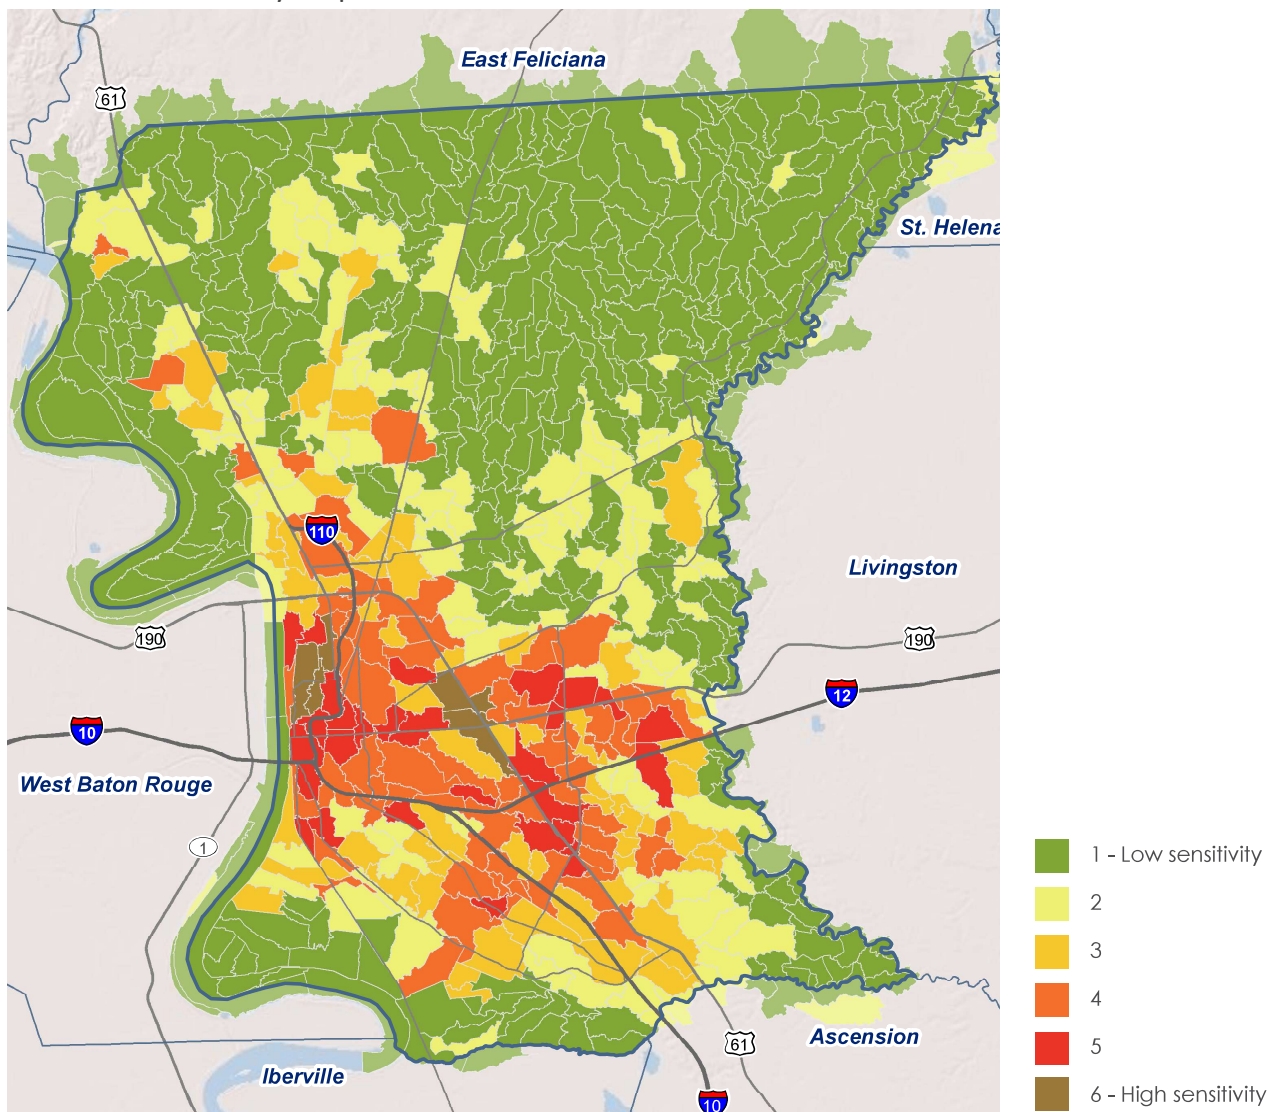 East Feliciana
61
St. Helena
110
Livingston
190
190
12
10
West Baton Rouge
1
1 - Low sensitivity
2
3
4
5
6 - High sensitivity
61
Ascension
Iberville
10